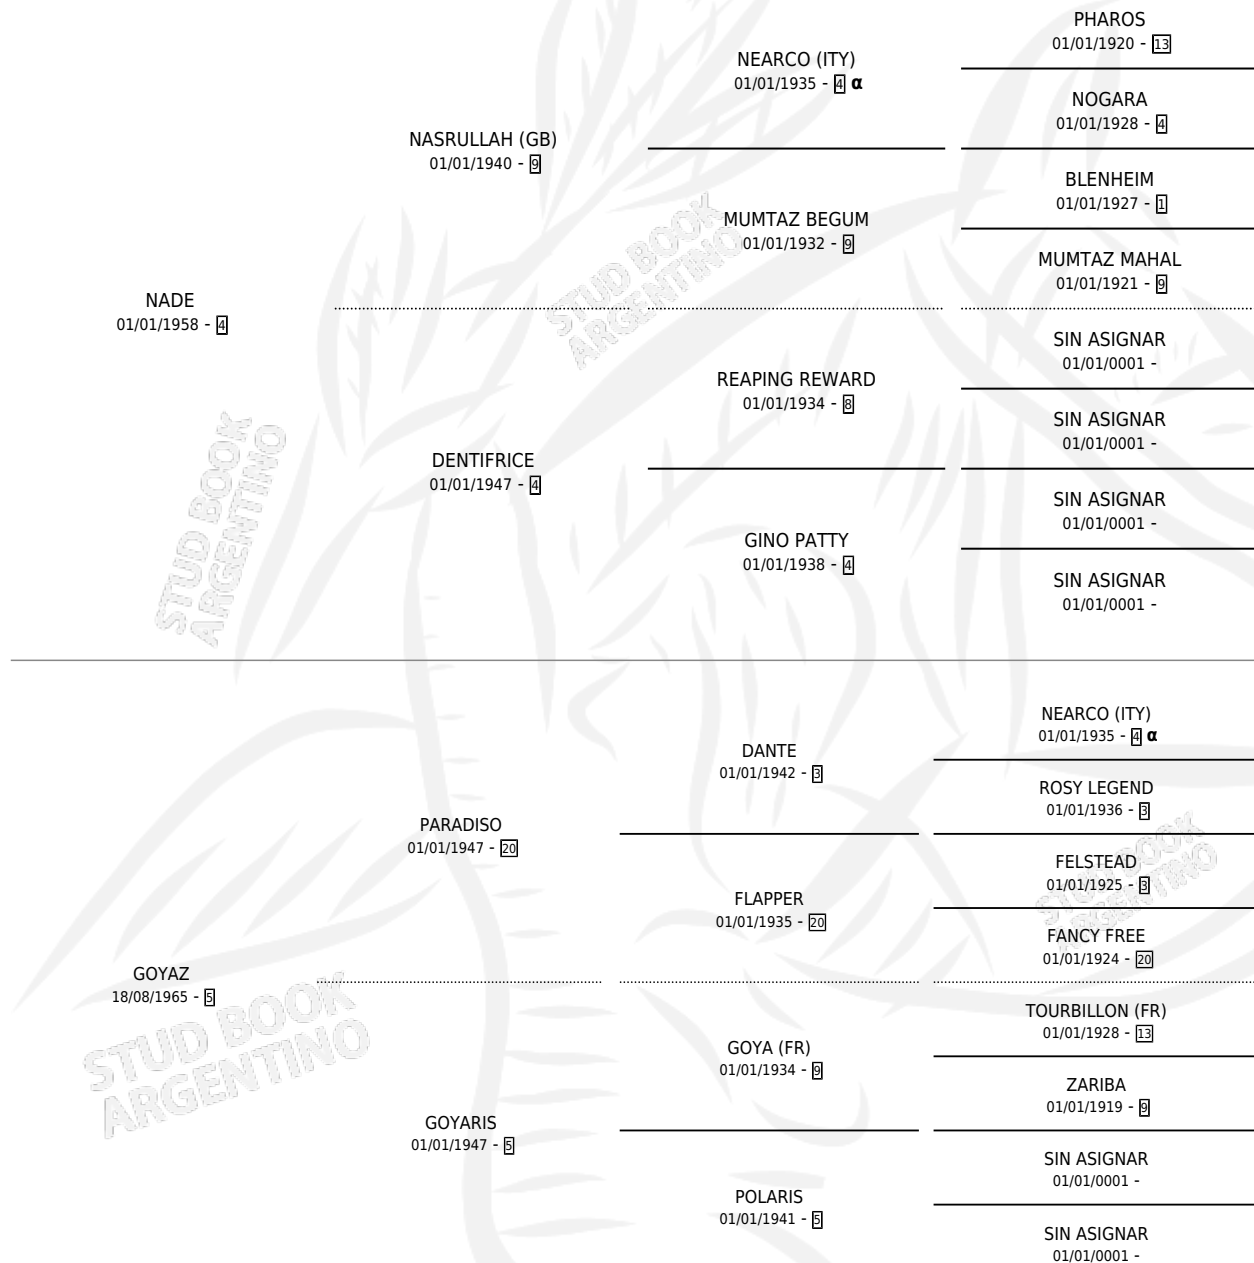 PHAROS
01/01/1920 - 13
NEARCO (ITY)
01/01/1935 - 4 α
NOGARA
01/01/1928 - 4
NASRULLAH (GB)
01/01/1940 - 9
BLENHEIM
01/01/1927 - 1
MUMTAZ BEGUM
01/01/1932 - 9
MUMTAZ MAHAL
01/01/1921 - 9
NADE
01/01/1958 - 4
SIN ASIGNAR
01/01/0001 -
REAPING REWARD
01/01/1934 - 8
SIN ASIGNAR
01/01/0001 -
DENTIFRICE
01/01/1947 - 4
SIN ASIGNAR
01/01/0001 -
GINO PATTY
01/01/1938 - 4
SIN ASIGNAR
01/01/0001 -
NEARCO (ITY)
01/01/1935 - 4 α
DANTE
01/01/1942 - 3
ROSY LEGEND
01/01/1936 - 3
PARADISO
01/01/1947 - 20
FELSTEAD
01/01/1925 - 3
FLAPPER
01/01/1935 - 20
FANCY FREE
01/01/1924 - 20
GOYAZ
18/08/1965 - 5
TOURBILLON (FR)
01/01/1928 - 13
GOYA (FR)
01/01/1934 - 9
ZARIBA
01/01/1919 - 9
GOYARIS
01/01/1947 - 5
SIN ASIGNAR
01/01/0001 -
POLARIS
01/01/1941 - 5
SIN ASIGNAR
01/01/0001 -
STUD BOOK
ARGENTINO
STUD BOOK
ARGENTINO
STUD BOOK
ARGENTINO
STUD BOOK
ARGENTINO